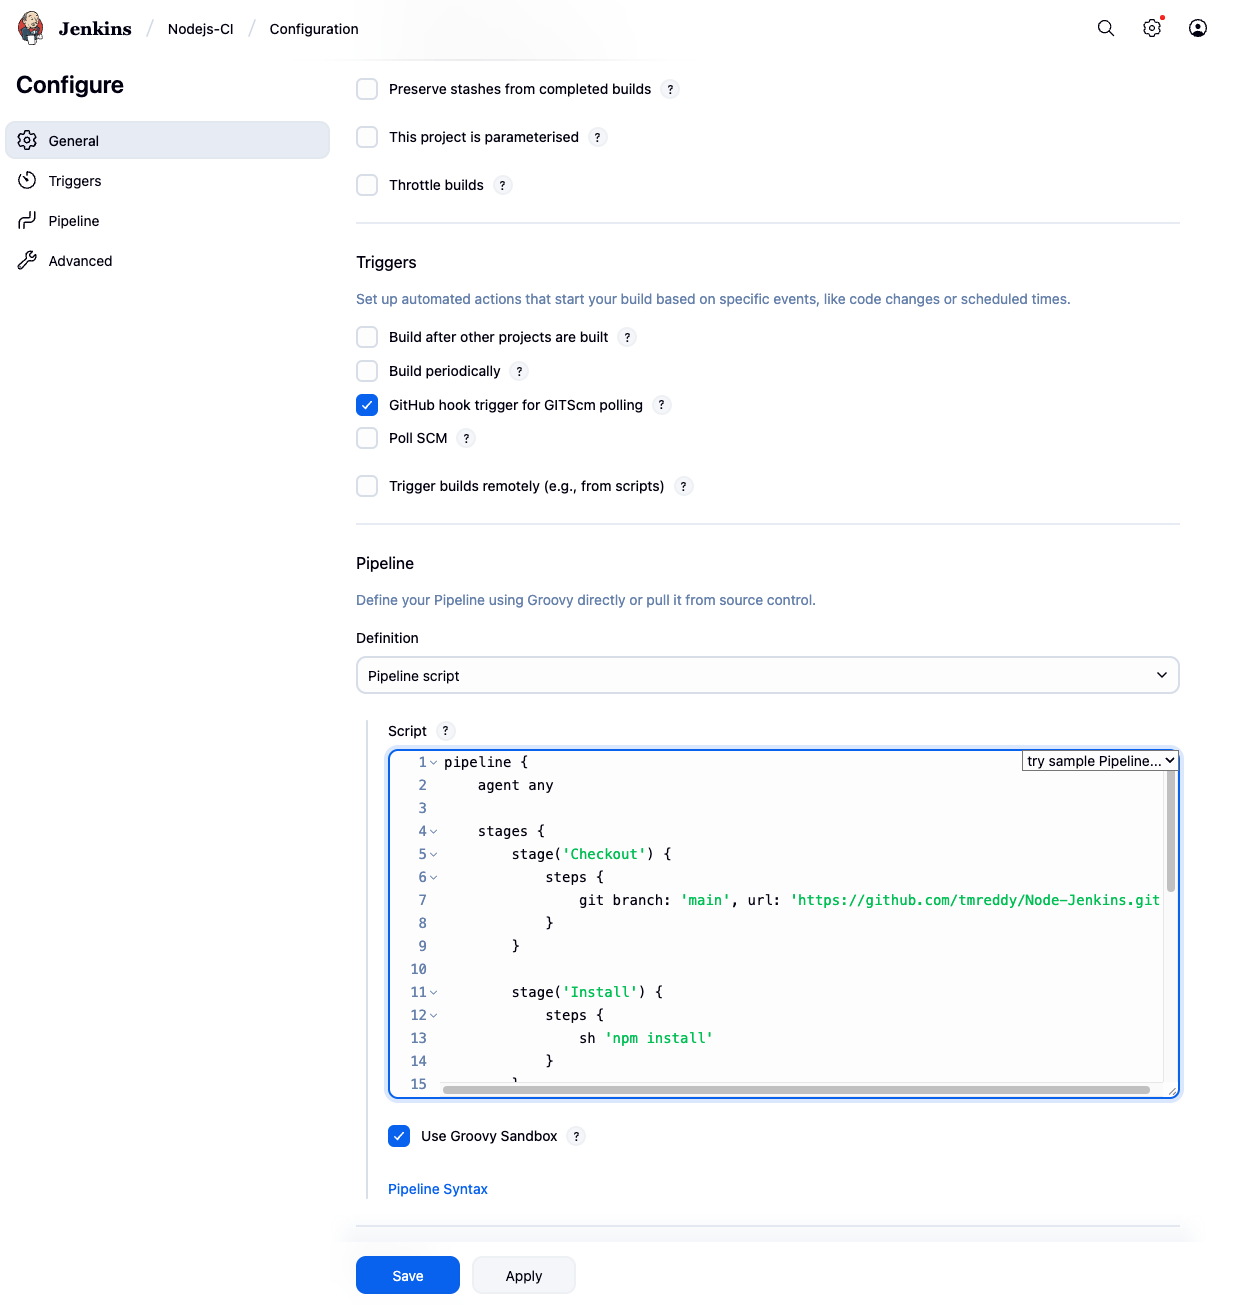 Jenkins / Nodejs-CI / Configuration
Configure
General
Triggers
Pipeline
Advanced
Preserve stashes from completed builds ?
This project is parameterised ?
Throttle builds ?
Triggers
Set up automated actions that start your build based on specific events, like code changes or scheduled times.
Build after other projects are built ?
Build periodically ?
GitHub hook trigger for GITScm polling ?
Poll SCM ?
Trigger builds remotely (e.g., from scripts) ?
Pipeline
Define your Pipeline using Groovy directly or pull it from source control.
Definition
Pipeline script
Script ?
try sample Pipeline...
1 pipeline {
2     agent any
3
4     stages {
5         stage('Checkout') {
6             steps {
7                 git branch: 'main', url: 'https://github.com/tmreddy/Node-Jenkins.git
8             }
9         }
10
11         stage('Install') {
12             steps {
13                 sh 'npm install'
14             }
15         }
Use Groovy Sandbox ?
Pipeline Syntax
Save
Apply